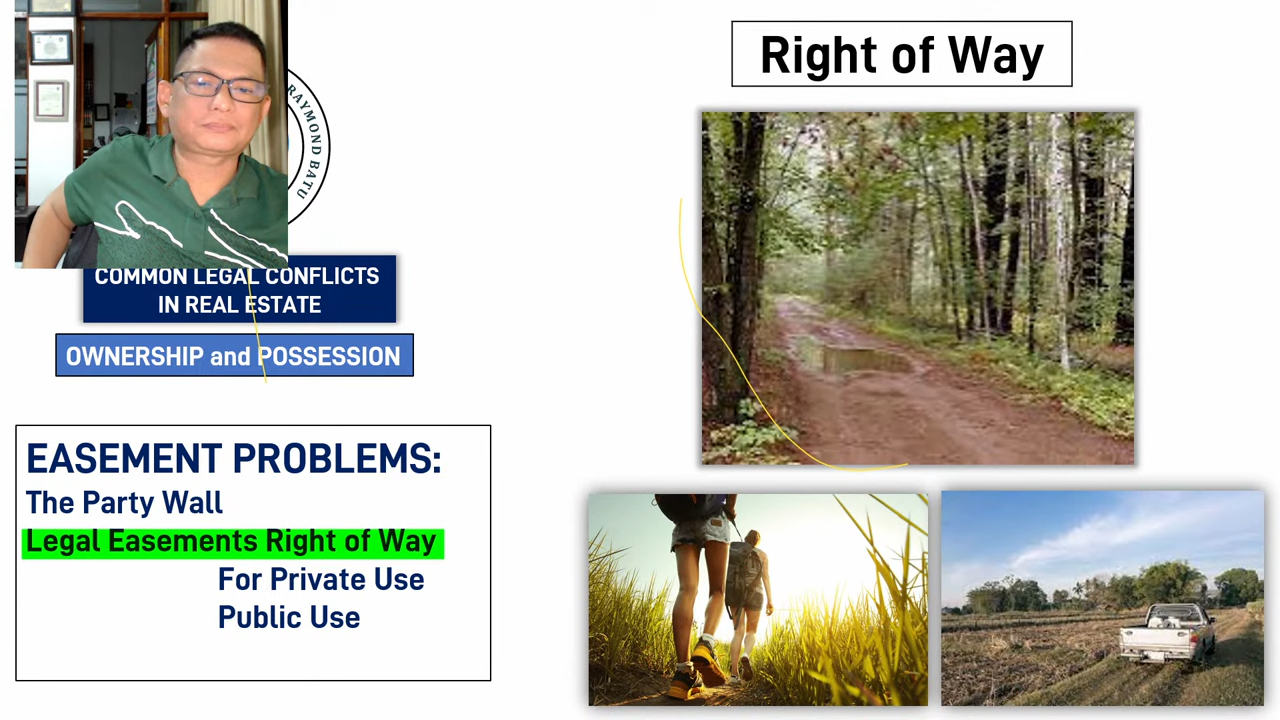 Right of Way
RAYMOND BATU
COMMON LEGAL CONFLICTS
IN REAL ESTATE
OWNERSHIP and POSSESSION
EASEMENT PROBLEMS:
The Party Wall
Legal Easements Right of Way
For Private Use
Public Use